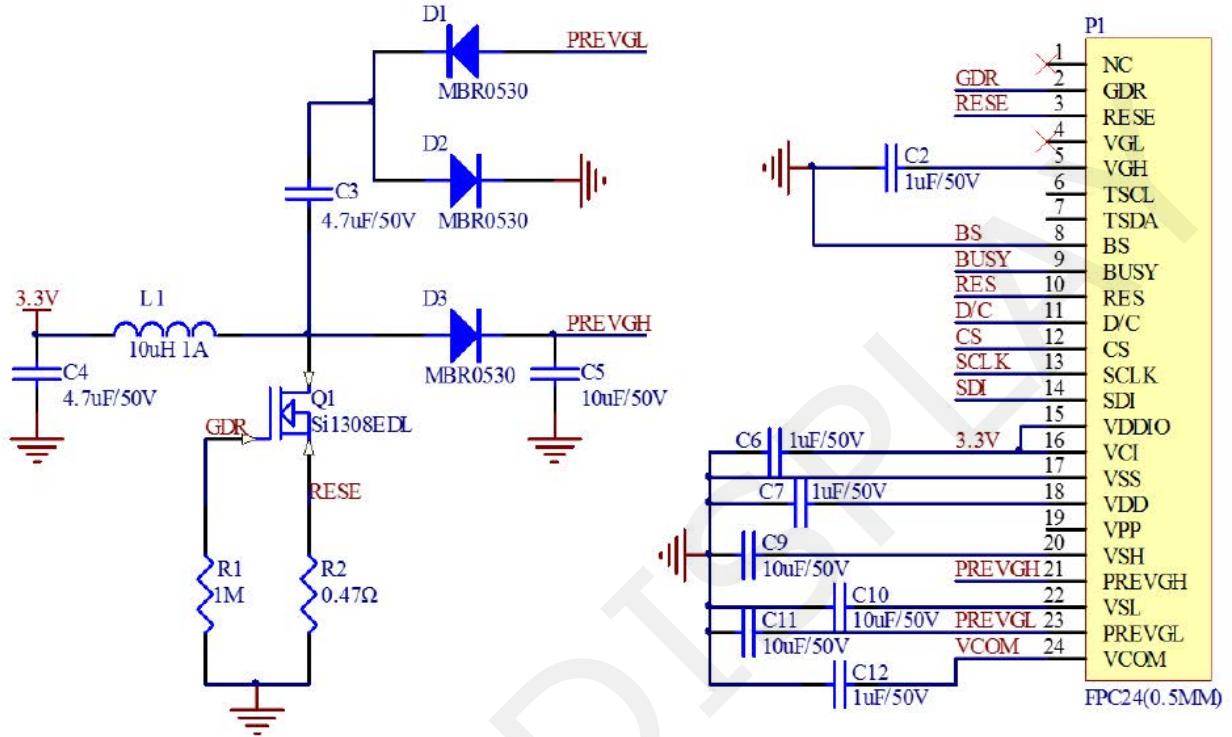 D1
PREVGL
MBR0530
D2
MBR0530
C3
4.7uF/50V
3.3V
L1
10uH 1A
D3
PREVGH
MBR0530
C4
4.7uF/50V
C5
10uF/50V
Q1
Si1308EDL
GDR
RESE
R1
1M
R2
0.47Ω
P1
1 NC
GDR 2 GDR
RESE 3 RESE
4 VGL
C2 5 VGH
1uF/50V
6 TSCL
7 TSDA
BS 8 BS
BUSY 9 BUSY
RES 10 RES
D/C 11 D/C
CS 12 CS
SCLK 13 SCLK
SDI 14 SDI
15 VDDIO
C6 1uF/50V 3.3V 16 VCI
17 VSS
C7 1uF/50V 18 VDD
19 VPP
C9 20 VSH
10uF/50V
PREVGH 21 PREVGH
C10 22 VSL
10uF/50V
C11 PREVGL 23 PREVGL
10uF/50V
VCOM 24 VCOM
C12
1uF/50V
FPC24(0.5MM)
DISPLAY